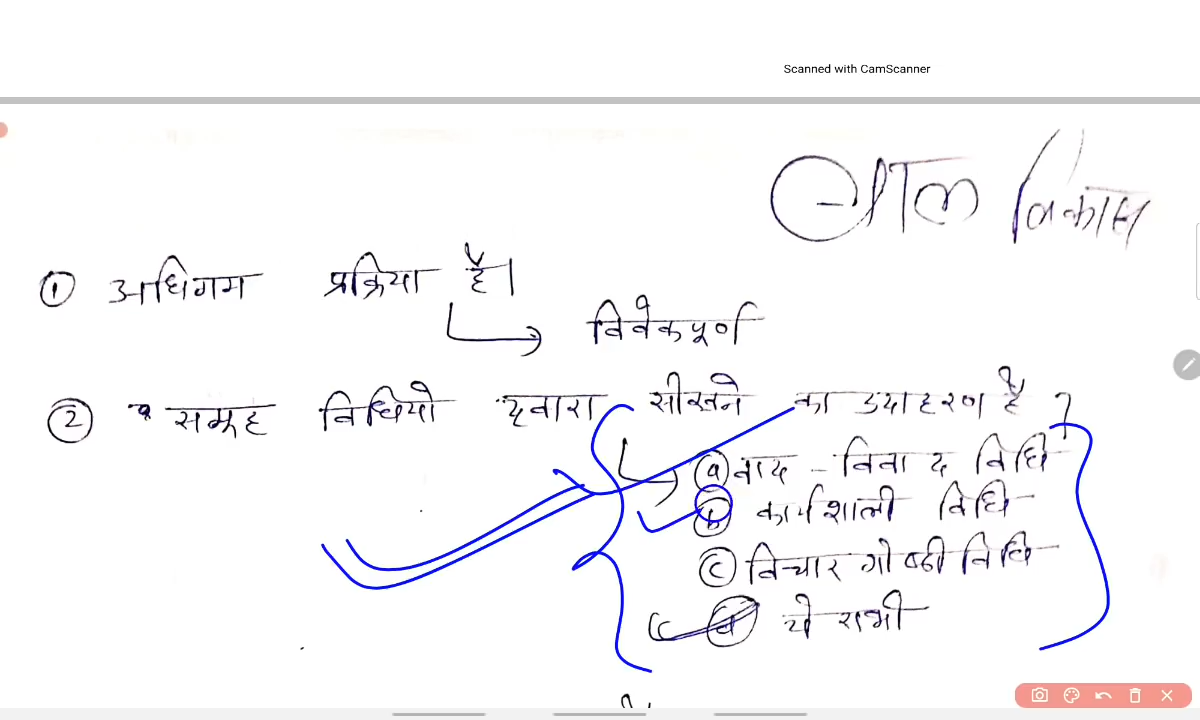 Scanned with CamScanner
बाल विकास
① अधिगम प्रक्रिया है।
विवेकपूर्ण
② समूह विधियो द्वारा सीखने का उदाहरण है ?
ⓐ वाद - विवाद विधि
ⓑ कार्यशाली विधि
ⓒ विचार गोष्ठी विधि
ⓓ ये सभी